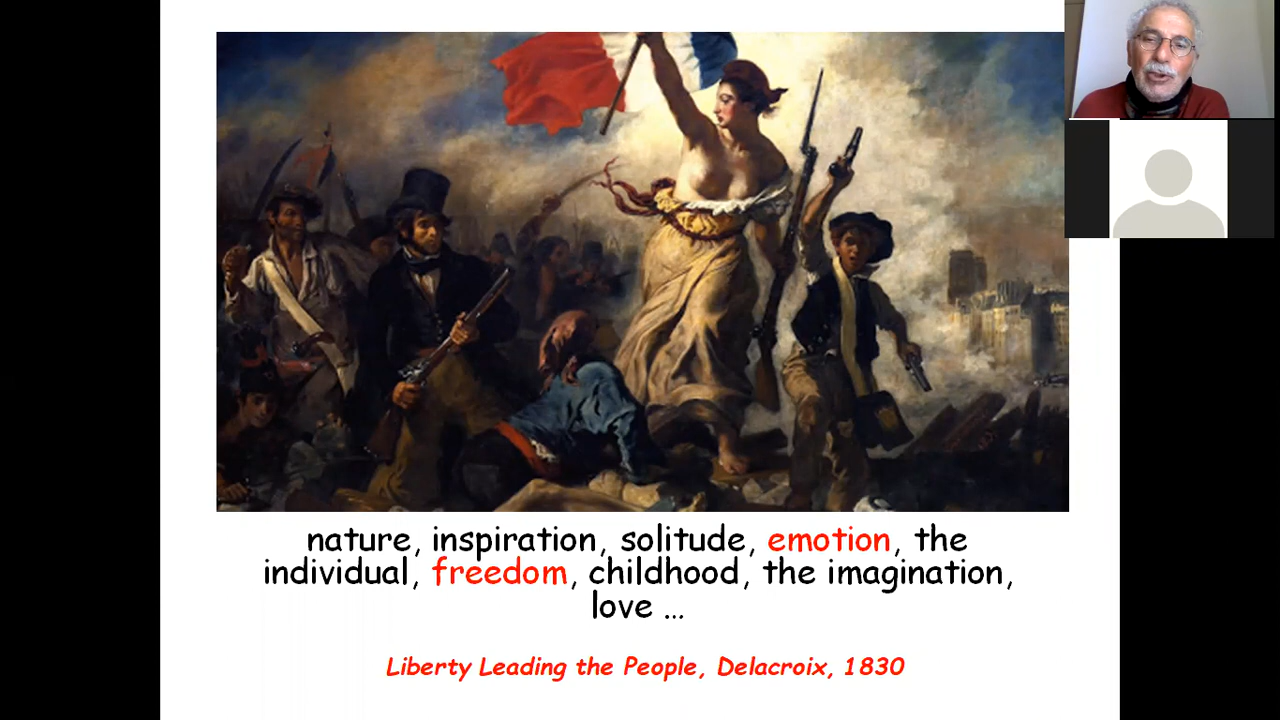 nature, inspiration, solitude, emotion, the
individual, freedom, childhood, the imagination,
love ...
Liberty Leading the People, Delacroix, 1830